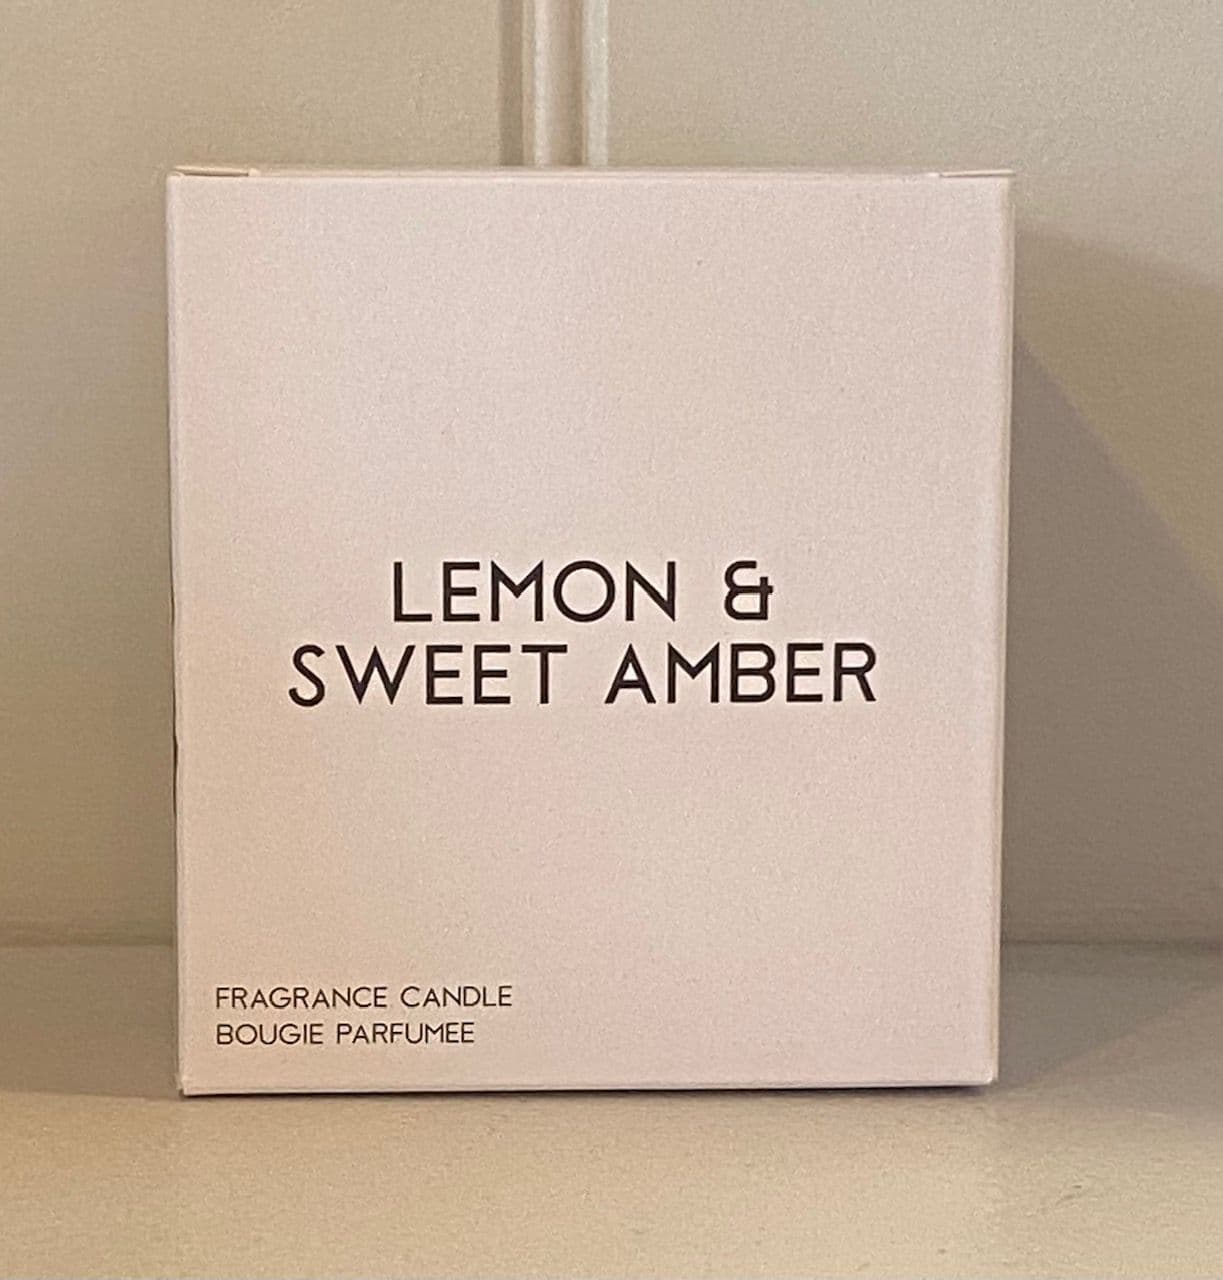 LEMON &
SWEET AMBER
FRAGRANCE CANDLE
BOUGIE PARFUMEE